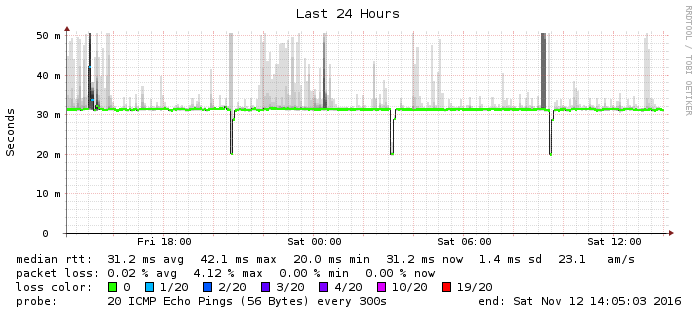 Last 24 Hours
RRDTOOL / TOBI OETIKER
Seconds
50 m
40 m
30 m
20 m
10 m
0
Fri 18:00 Sat 00:00 Sat 06:00 Sat 12:00
median rtt: 31.2 ms avg 42.1 ms max 20.0 ms min 31.2 ms now 1.4 ms sd 23.1 am/s
packet loss: 0.02 % avg 4.12 % max 0.00 % min 0.00 % now
loss color: 0 1/20 2/20 3/20 4/20 10/20 19/20
probe: 20 ICMP Echo Pings (56 Bytes) every 300s end: Sat Nov 12 14:05:03 2016